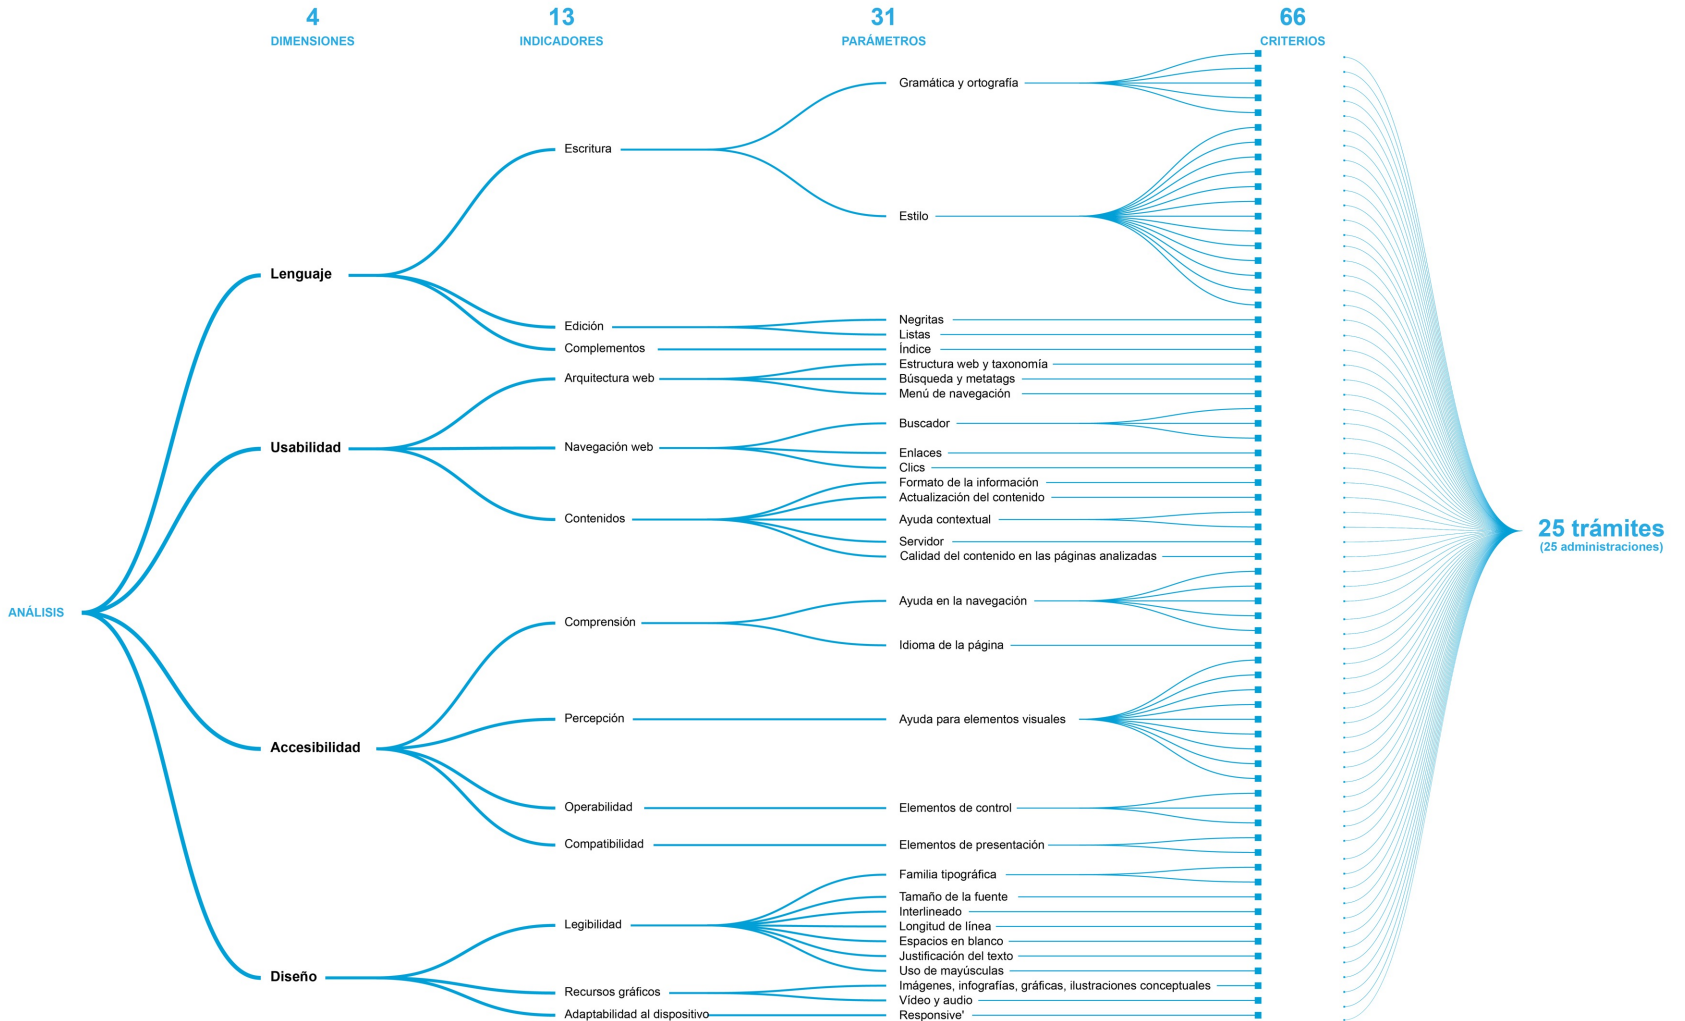 4
DIMENSIONES
13
INDICADORES
31
PARÁMETROS
66
CRITERIOS
ANÁLISIS
Lenguaje
Escritura
Gramática y ortografía
Estilo
Edición
Negritas
Listas
Complementos
Índice
Usabilidad
Arquitectura web
Estructura web y taxonomía
Búsqueda y metatags
Menú de navegación
Navegación web
Buscador
Enlaces
Clics
Contenidos
Formato de la información
Actualización del contenido
Ayuda contextual
Servidor
Calidad del contenido en las páginas analizadas
Accesibilidad
Comprensión
Ayuda en la navegación
Idioma de la página
Percepción
Ayuda para elementos visuales
Operabilidad
Elementos de control
Compatibilidad
Elementos de presentación
Diseño
Legibilidad
Familia tipográfica
Tamaño de la fuente
Interlineado
Longitud de línea
Espacios en blanco
Justificación del texto
Uso de mayúsculas
Recursos gráficos
Imágenes, infografías, gráficas, ilustraciones conceptuales
Vídeo y audio
Adaptabilidad al dispositivo
Responsive'
25 trámites
(25 administraciones)